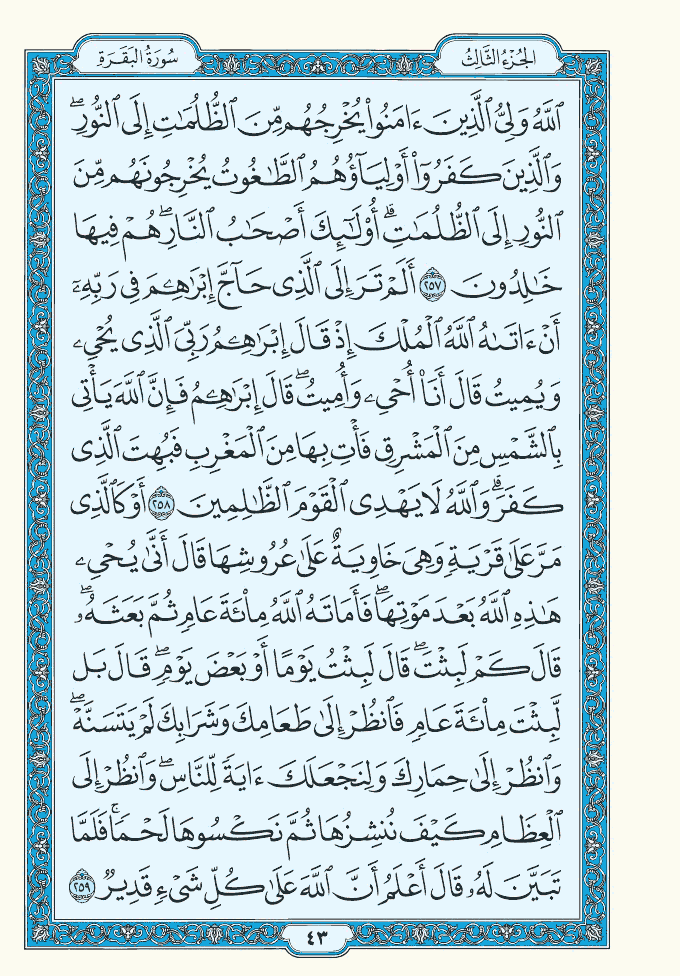 الجُزْءُ الثَّالِثُ
سُورَةُ البَقَرَةِ
ٱللَّهُ وَلِىُّ ٱلَّذِينَ ءَامَنُوا۟ يُخْرِجُهُم مِّنَ ٱلظُّلُمَٰتِ إِلَى ٱلنُّورِۖ
وَٱلَّذِينَ كَفَرُوٓا۟ أَوْلِيَآؤُهُمُ ٱلطَّٰغُوتُ يُخْرِجُونَهُم مِّنَ
ٱلنُّورِ إِلَى ٱلظُّلُمَٰتِۗ أُو۟لَٰٓئِكَ أَصْحَٰبُ ٱلنَّارِۖ هُمْ فِيهَا
خَٰلِدُونَ ٢٥٧ أَلَمْ تَرَ إِلَى ٱلَّذِى حَآجَّ إِبْرَٰهِـۧمَ فِى رَبِّهِۦٓ
أَنْ ءَاتَىٰهُ ٱللَّهُ ٱلْمُلْكَ إِذْ قَالَ إِبْرَٰهِـۧمُ رَبِّىَ ٱلَّذِى يُحْىِۦ
وَيُمِيتُ قَالَ أَنَا۠ أُحْىِۦ وَأُمِيتُۖ قَالَ إِبْرَٰهِـۧمُ فَإِنَّ ٱللَّهَ يَأْتِى
بِٱلشَّمْسِ مِنَ ٱلْمَشْرِقِ فَأْتِ بِهَا مِنَ ٱلْمَغْرِبِ فَبُهِتَ ٱلَّذِى
كَفَرَۗ وَٱللَّهُ لَا يَهْدِى ٱلْقَوْمَ ٱلظَّٰلِمِينَ ٢٥٨ أَوْ كَٱلَّذِى
مَرَّ عَلَىٰ قَرْيَةٍ وَهِىَ خَاوِيَةٌ عَلَىٰ عُرُوشِهَا قَالَ أَنَّىٰ يُحْىِۦ
هَٰذِهِ ٱللَّهُ بَعْدَ مَوْتِهَاۖ فَأَمَاتَهُ ٱللَّهُ مِا۟ئَةَ عَامٍ ثُمَّ بَعَثَهُۥۖ
قَالَ كَمْ لَبِثْتَۖ قَالَ لَبِثْتُ يَوْمًا أَوْ بَعْضَ يَوْمٍۖ قَالَ بَل
لَّبِثْتَ مِا۟ئَةَ عَامٍ فَٱنظُرْ إِلَىٰ طَعَامِكَ وَشَرَابِكَ لَمْ يَتَسَنَّهْۖ
وَٱنظُرْ إِلَىٰ حِمَارِكَ وَلِنَجْعَلَكَ ءَايَةً لِّلنَّاسِۖ وَٱنظُرْ إِلَى
ٱلْعِظَامِ كَيْفَ نُنشِزُهَا ثُمَّ نَكْسُوهَا لَحْمًاۚ فَلَمَّا
تَبَيَّنَ لَهُۥ قَالَ أَعْلَمُ أَنَّ ٱللَّهَ عَلَىٰ كُلِّ شَىْءٍ قَدِيرٌ ٢٥٩
٤٣